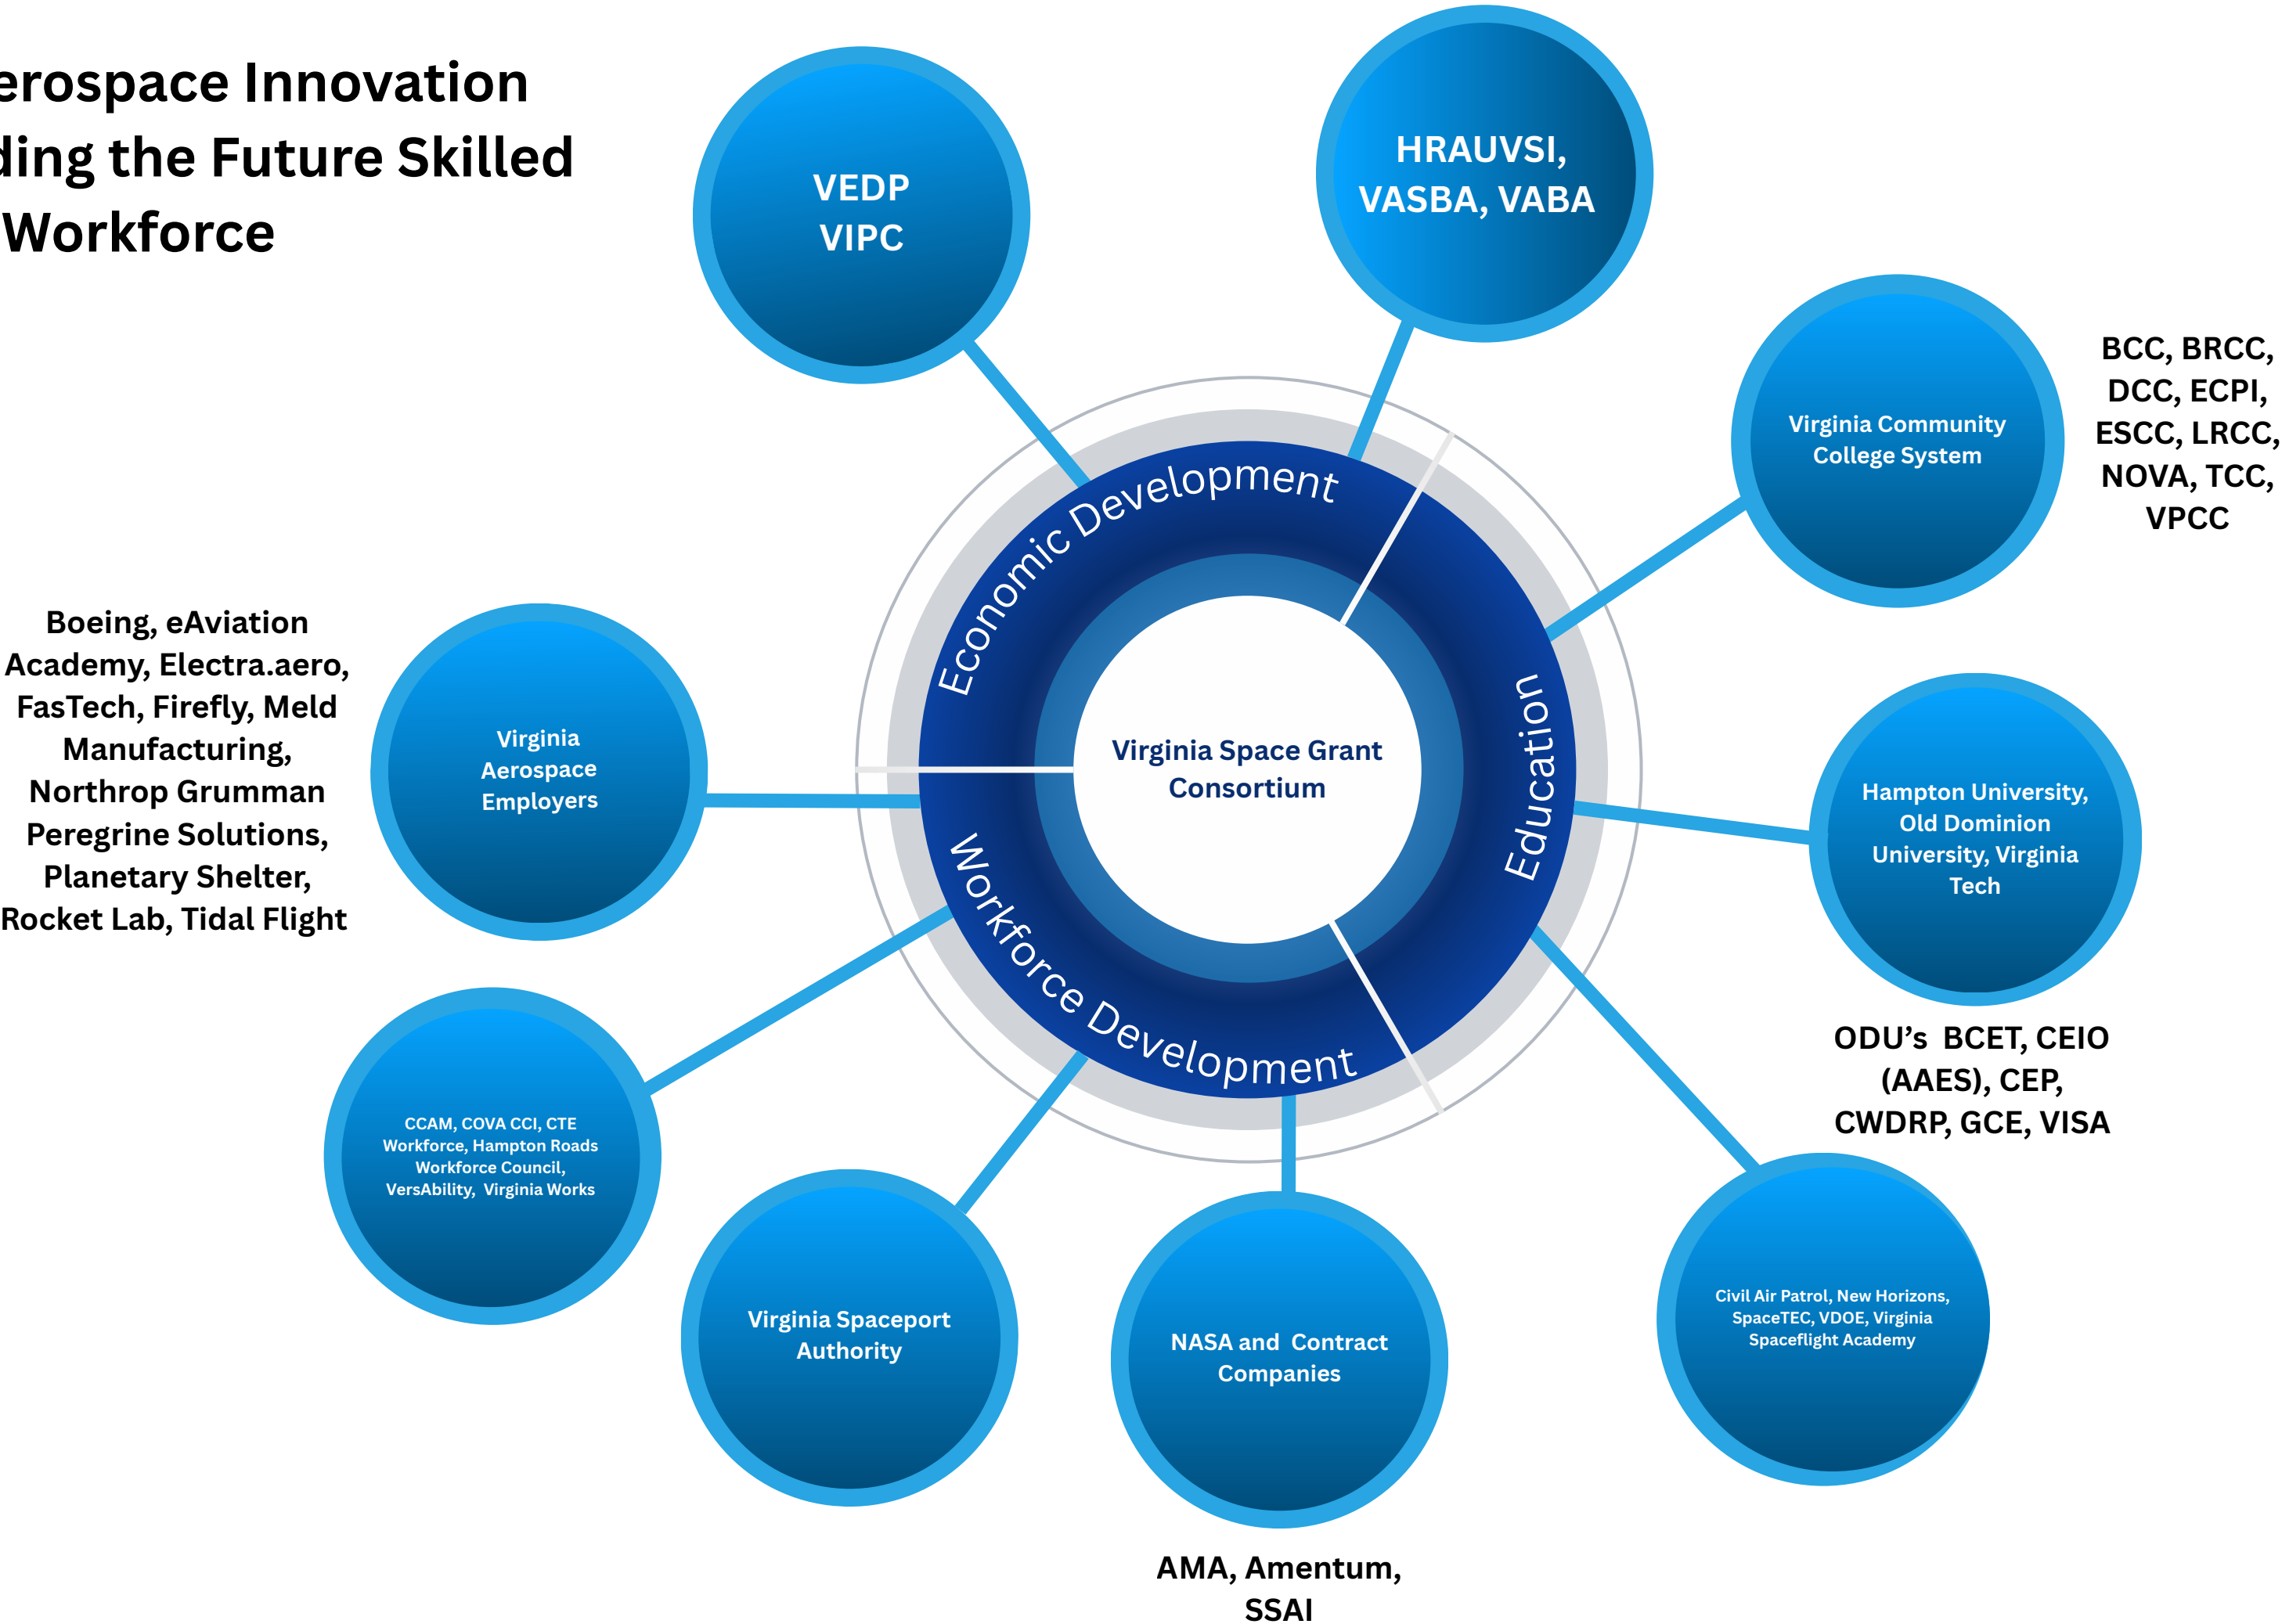 erospace Innovation
ding the Future Skilled
Workforce
VEDP
VIPC
HRAUVSI,
VASBA, VABA
Virginia Community
College System
BCC, BRCC,
DCC, ECPI,
ESCC, LRCC,
NOVA, TCC,
VPCC
Economic Development
Education
Workforce Development
Virginia Space Grant
Consortium
Boeing, eAviation
Academy, Electra.aero,
FasTech, Firefly, Meld
Manufacturing,
Northrop Grumman
Peregrine Solutions,
Planetary Shelter,
Rocket Lab, Tidal Flight
Virginia
Aerospace
Employers
Hampton University,
Old Dominion
University, Virginia
Tech
ODU’s  BCET, CEIO
(AAES), CEP,
CWDRP, GCE, VISA
CCAM, COVA CCI, CTE
Workforce, Hampton Roads
Workforce Council,
VersAbility,  Virginia Works
Virginia Spaceport
Authority
NASA and  Contract
Companies
AMA, Amentum,
SSAI
Civil Air Patrol, New Horizons,
SpaceTEC, VDOE, Virginia
Spaceflight Academy